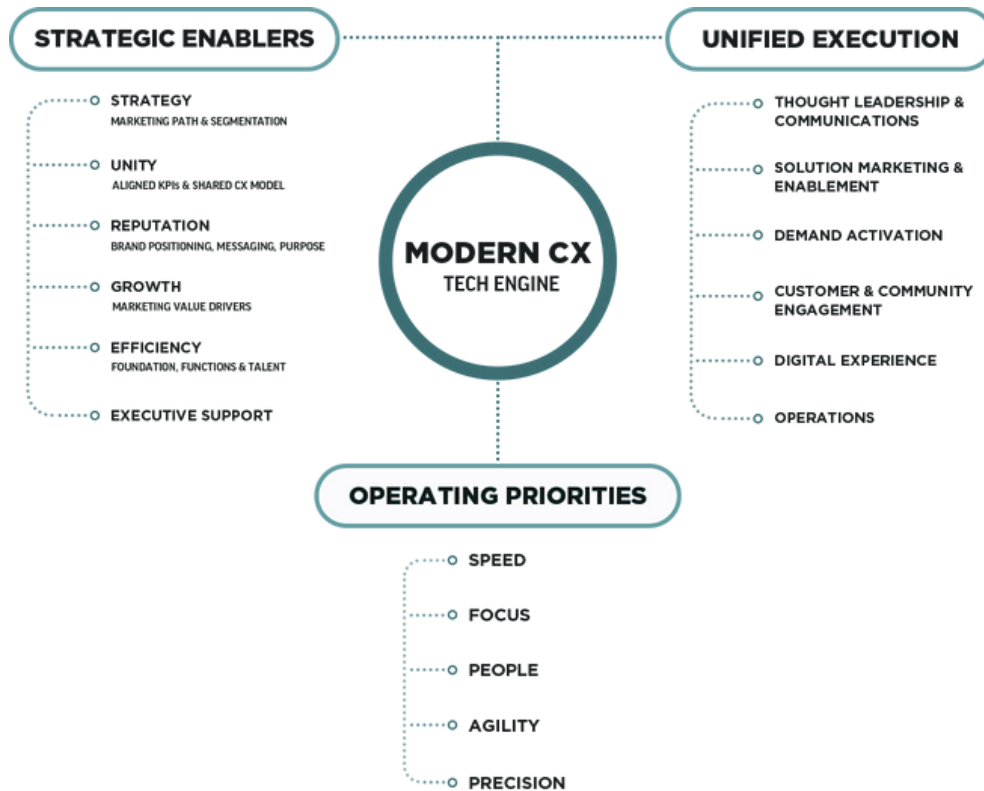 STRATEGIC ENABLERS
STRATEGY
MARKETING PATH & SEGMENTATION
UNITY
ALIGNED KPIs & SHARED CX MODEL
REPUTATION
BRAND POSITIONING, MESSAGING, PURPOSE
GROWTH
MARKETING VALUE DRIVERS
EFFICIENCY
FOUNDATION, FUNCTIONS & TALENT
EXECUTIVE SUPPORT
MODERN CX
TECH ENGINE
UNIFIED EXECUTION
THOUGHT LEADERSHIP &
COMMUNICATIONS
SOLUTION MARKETING &
ENABLEMENT
DEMAND ACTIVATION
CUSTOMER & COMMUNITY
ENGAGEMENT
DIGITAL EXPERIENCE
OPERATIONS
OPERATING PRIORITIES
SPEED
FOCUS
PEOPLE
AGILITY
PRECISION